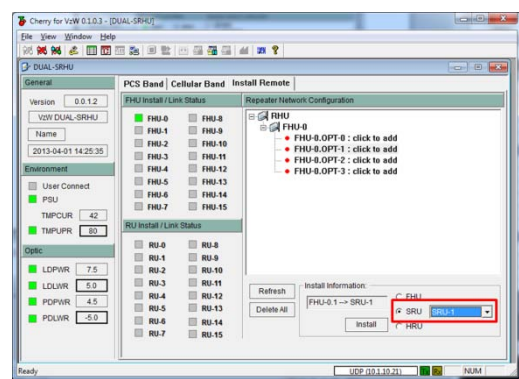 Cherry for VzW 0.1.0.3 - [DUAL-SRHU]
File View Window Help
DUAL-SRHU
General
Version 0.0.1.2
VzW DUAL-SRHU
Name
2013-04-01 14:25:35
Environment
User Connect
PSU
TMPCUR 42
TMPUPR 80
Optic
LDPWR 7.5
LDLWR 5.0
PDPWR 4.5
PDLWR -5.0
PCS Band Cellular Band Install Remote
FHU Install / Link Status
FHU-0 FHU-8
FHU-1 FHU-9
FHU-2 FHU-10
FHU-3 FHU-11
FHU-4 FHU-12
FHU-5 FHU-13
FHU-6 FHU-14
FHU-7 FHU-15
RU Install / Link Status
RU-0 RU-8
RU-1 RU-9
RU-2 RU-10
RU-3 RU-11
RU-4 RU-12
RU-5 RU-13
RU-6 RU-14
RU-7 RU-15
Repeater Network Configuration
RHU
FHU-0
FHU-0.OPT-0 : click to add
FHU-0.OPT-1 : click to add
FHU-0.OPT-2 : click to add
FHU-0.OPT-3 : click to add
Refresh
Delete All
Install Information:
FHU-0.1 --> SRU-1
Install
FHU
SRU SRU-1
HRU
Ready
UDP (10.1.10.21) Tx Rx NUM